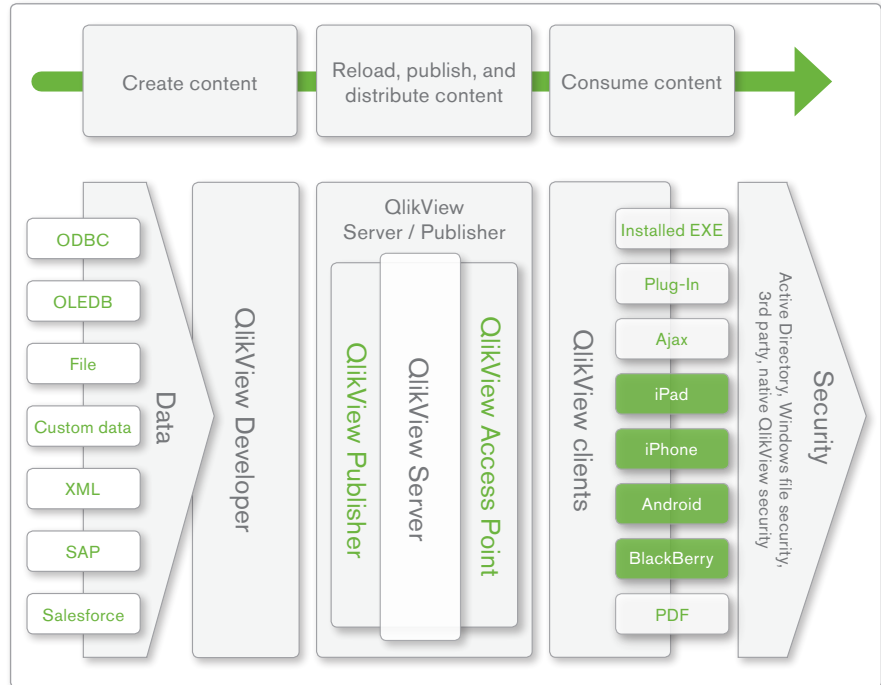 Create content
Reload, publish, and
distribute content
Consume content
ODBC
OLEDB
File
Custom data
XML
SAP
Salesforce
Data
QlikView Developer
QlikView
Server / Publisher
QlikView Publisher
QlikView Server
QlikView Access Point
QlikView clients
Installed EXE
Plug-In
Ajax
iPad
iPhone
Android
BlackBerry
PDF
Security
Active Directory, Windows file security,
3rd party, native QlikView security